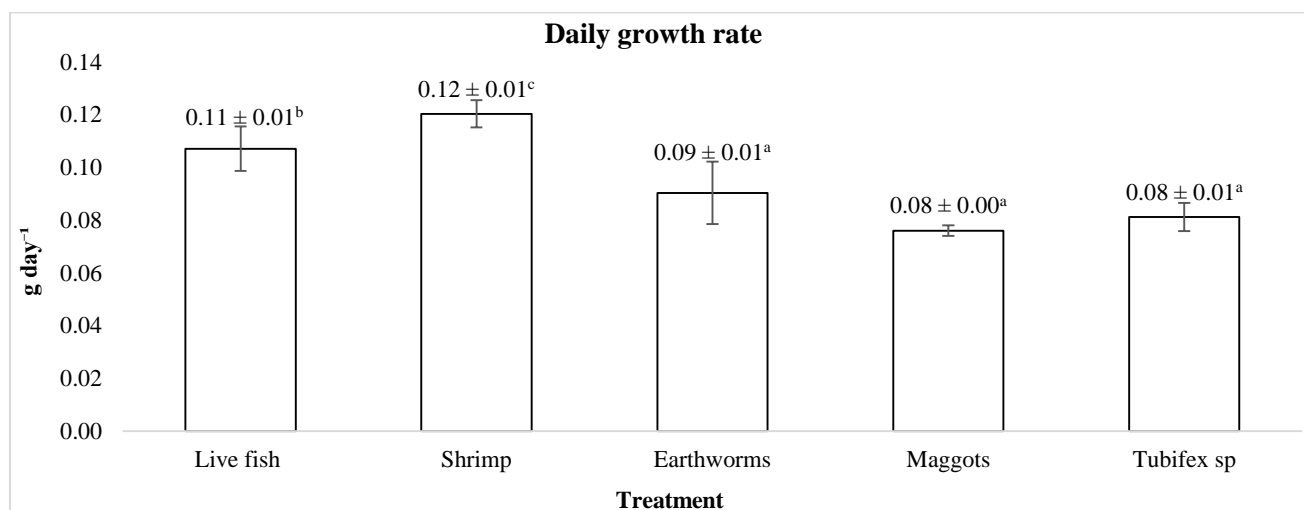 Daily growth rate
0.14
0.12
0.10
0.08
0.06
0.04
0.02
0.00
g day⁻¹
0.11 ± 0.01ᵇ
0.12 ± 0.01ᶜ
0.09 ± 0.01ᵃ
0.08 ± 0.00ᵃ
0.08 ± 0.01ᵃ
Live fish Shrimp Earthworms Maggots Tubifex sp
Treatment